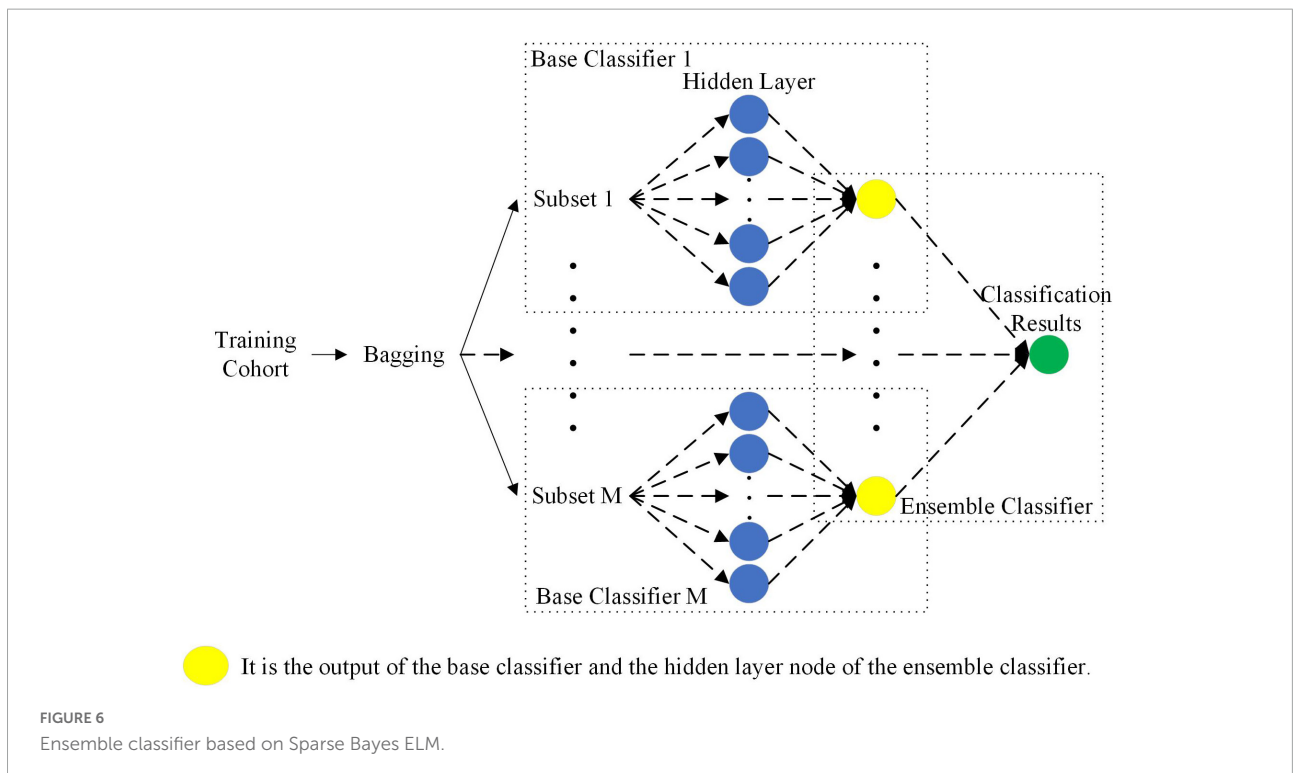 Base Classifier 1
Hidden Layer
Subset 1
Classification
Results
Training
Cohort
Bagging
Subset M
Ensemble Classifier
Base Classifier M
It is the output of the base classifier and the hidden layer node of the ensemble classifier.
FIGURE 6
Ensemble classifier based on Sparse Bayes ELM.